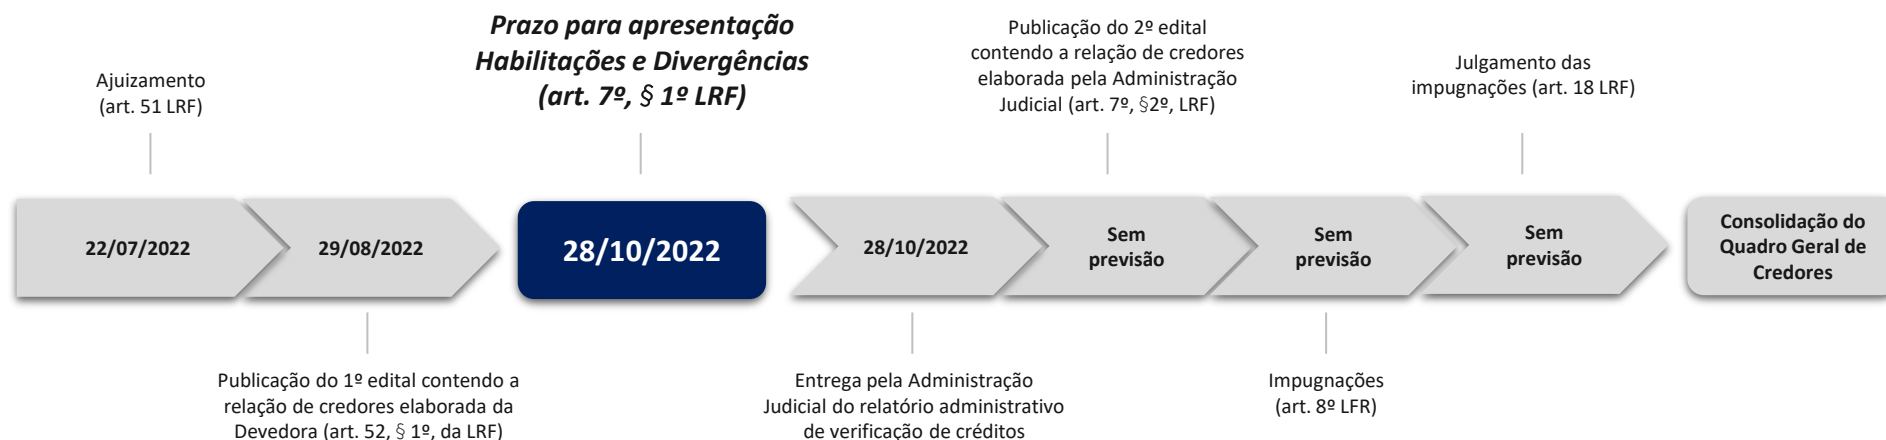 Ajuizamento
(art. 51 LRF)
22/07/2022
29/08/2022
Publicação do 1º edital contendo a
relação de credores elaborada da
Devedora (art. 52, § 1º, da LRF)
Prazo para apresentação
Habilitações e Divergências
(art. 7º, § 1º LRF)
28/10/2022
28/10/2022
Entrega pela Administração
Judicial do relatório administrativo
de verificação de créditos
Publicação do 2º edital
contendo a relação de credores
elaborada pela Administração
Judicial (art. 7º, §2º, LRF)
Sem
previsão
Sem
previsão
Impugnações
(art. 8º LFR)
Julgamento das
impugnações (art. 18 LRF)
Sem
previsão
Consolidação do
Quadro Geral de
Credores